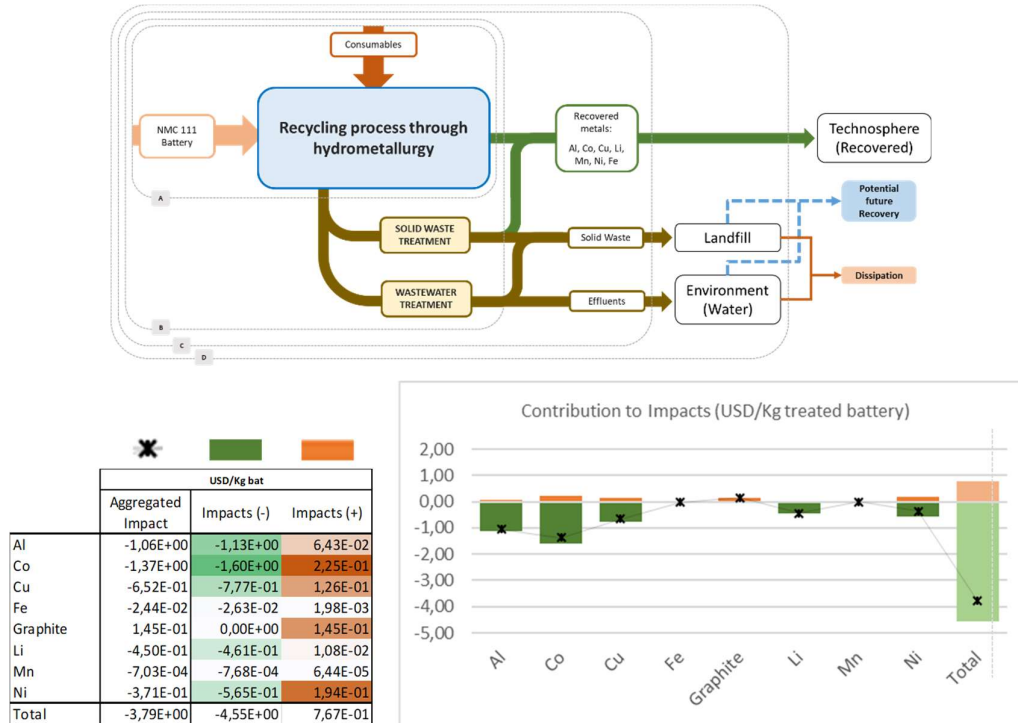 Consumables
NMC 111
Battery
Recycling process through
hydrometallurgy
Recovered
metals:
Al, Co, Cu, Li,
Mn, Ni, Fe
Technosphere
(Recovered)
A
Potential
future
Recovery
SOLID WASTE
TREATMENT
Solid Waste
Landfill
Dissipation
WASTEWATER
TREATMENT
Effluents
Environment
(Water)
B
C
D
USD/Kg bat
Aggregated
Impact
Impacts (-)
Impacts (+)
Al -1,06E+00 -1,13E+00 6,43E-02
Co -1,37E+00 -1,60E+00 2,25E-01
Cu -6,52E-01 -7,77E-01 1,26E-01
Fe -2,44E-02 -2,63E-02 1,98E-03
Graphite 1,45E-01 0,00E+00 1,45E-01
Li -4,50E-01 -4,61E-01 1,08E-02
Mn -7,03E-04 -7,68E-04 6,44E-05
Ni -3,71E-01 -5,65E-01 1,94E-01
Total -3,79E+00 -4,55E+00 7,67E-01
Contribution to Impacts (USD/Kg treated battery)
2,00
1,00
0,00
-1,00
-2,00
-3,00
-4,00
-5,00
Al
Co
Cu
Fe
Graphite
Li
Mn
Ni
Total